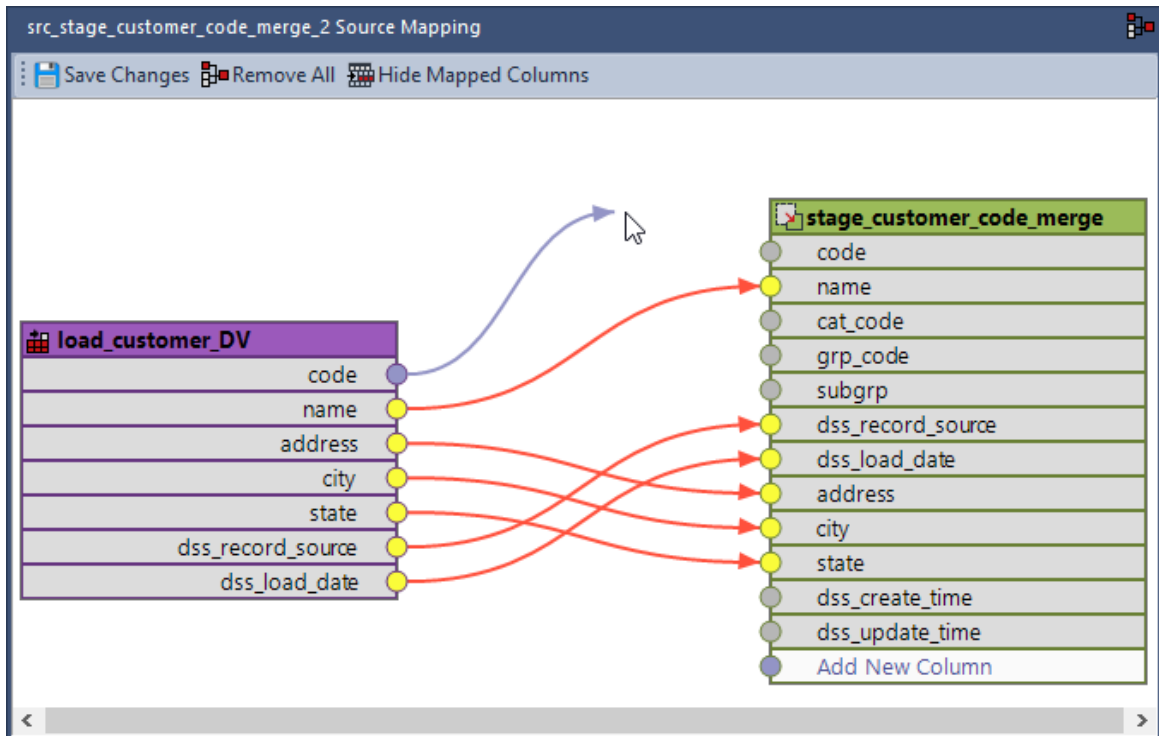 src_stage_customer_code_merge_2 Source Mapping
Save Changes Remove All Hide Mapped Columns
load_customer_DV
code
name
address
city
state
dss_record_source
dss_load_date
stage_customer_code_merge
code
name
cat_code
grp_code
subgrp
dss_record_source
dss_load_date
address
city
state
dss_create_time
dss_update_time
Add New Column